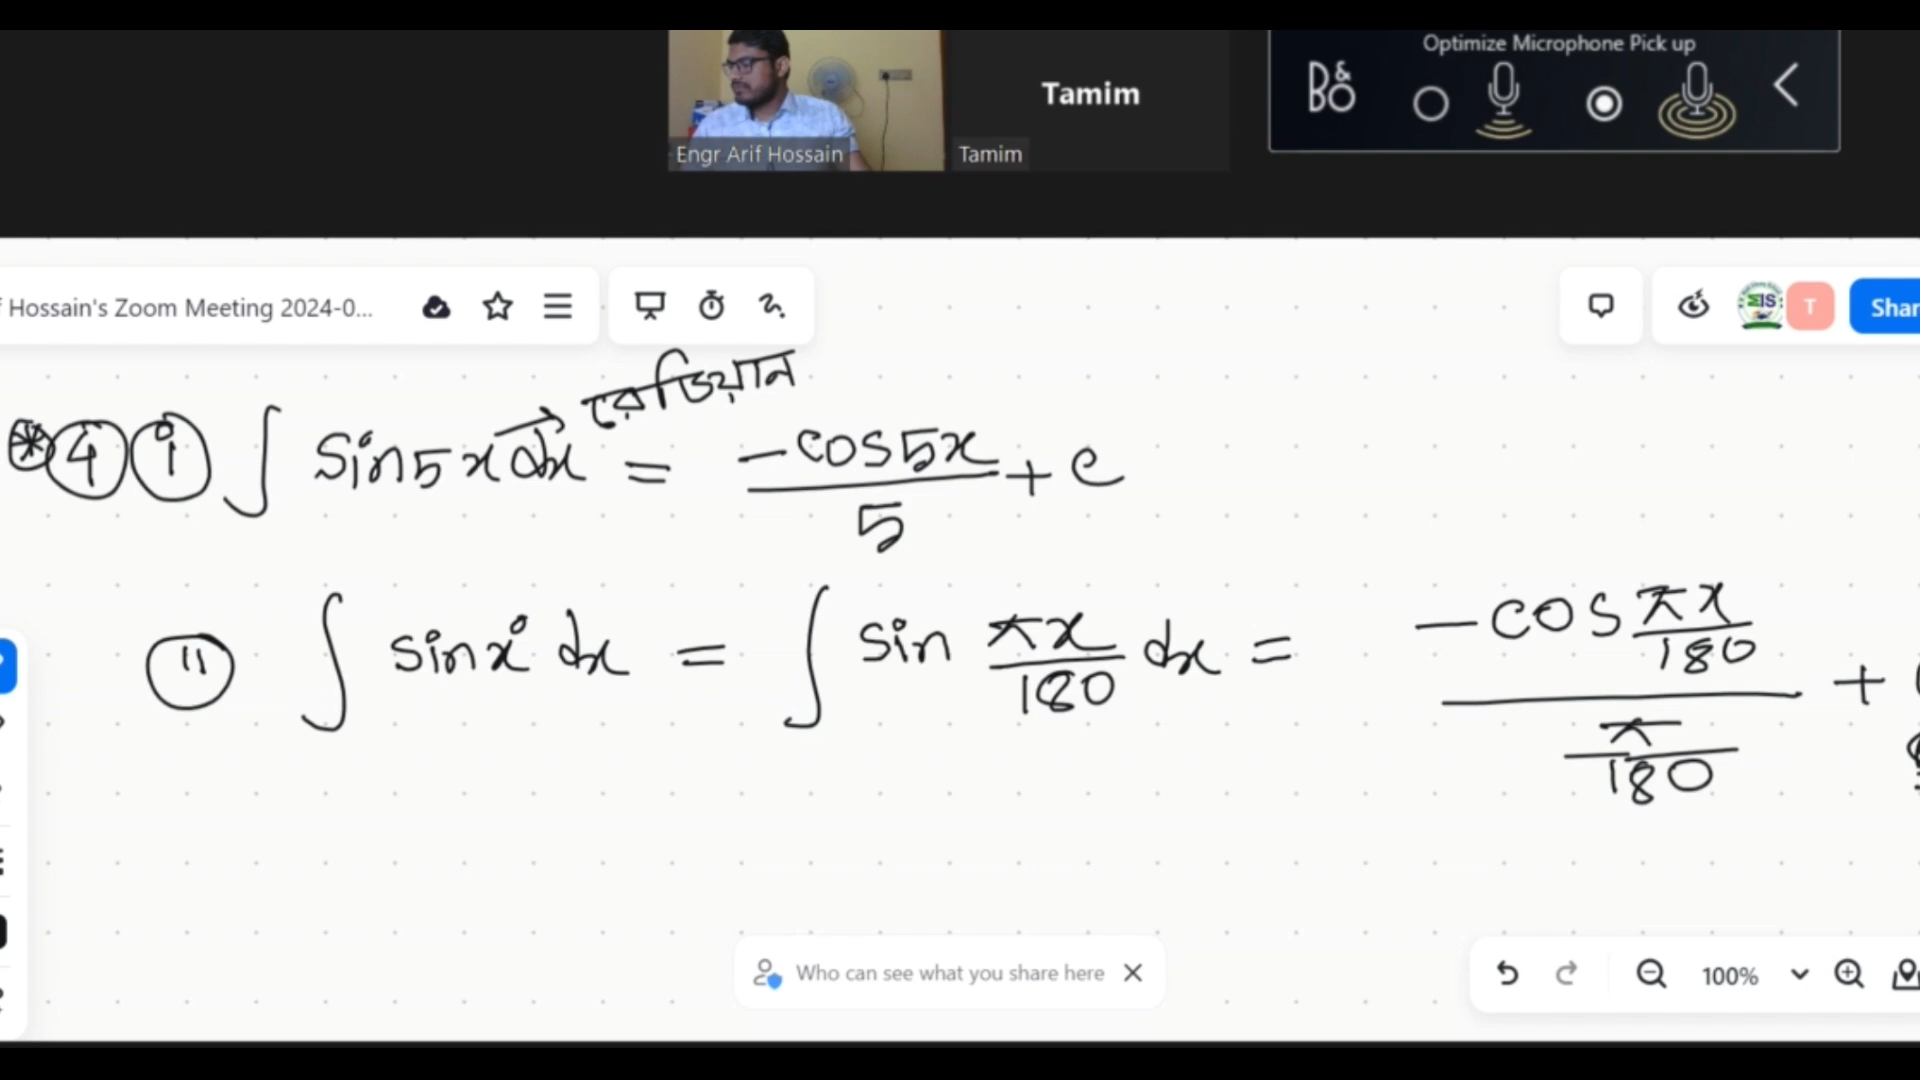 Optimize Microphone Pick up
B&O
Tamim
Engr Arif Hossain
Tamim
Hossain's Zoom Meeting 2024-0...
ΣIS
T
Shar
রেডিয়ান
* 4 i ∫ sin5x dx = -cos5x/5 + c
ii ∫ sin x° dx = ∫ sin πx/180 dx = -cos πx/180 / π/180 +
Who can see what you share here
100%